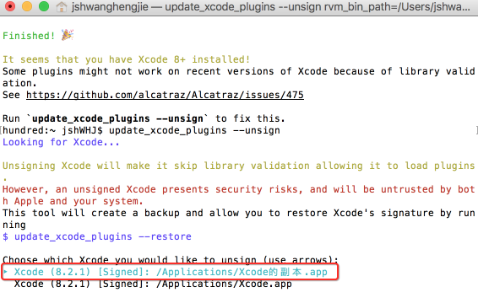 jshwanghengjie — update_xcode_plugins --unsign rvm_bin_path=/Users/jshwa...
Finished! 🎉
It seems that you have Xcode 8+ installed!
Some plugins might not work on recent versions of Xcode because of library valid
ation.
See https://github.com/alcatraz/Alcatraz/issues/475
Run `update_xcode_plugins --unsign` to fix this.
[hundred:~ jshWHJ$ update_xcode_plugins --unsign
Looking for Xcode...
Unsigning Xcode will make it skip library validation allowing it to load plugins
.
However, an unsigned Xcode presents security risks, and will be untrusted by bot
h Apple and your system.
This tool will create a backup and allow you to restore Xcode's signature by run
ning
$ update_xcode_plugins --restore
Choose which Xcode you would like to unsign (use arrows):
▸ Xcode (8.2.1) [Signed]: /Applications/Xcode的副本.app
Xcode (8.2.1) [Signed]: /Applications/Xcode.app